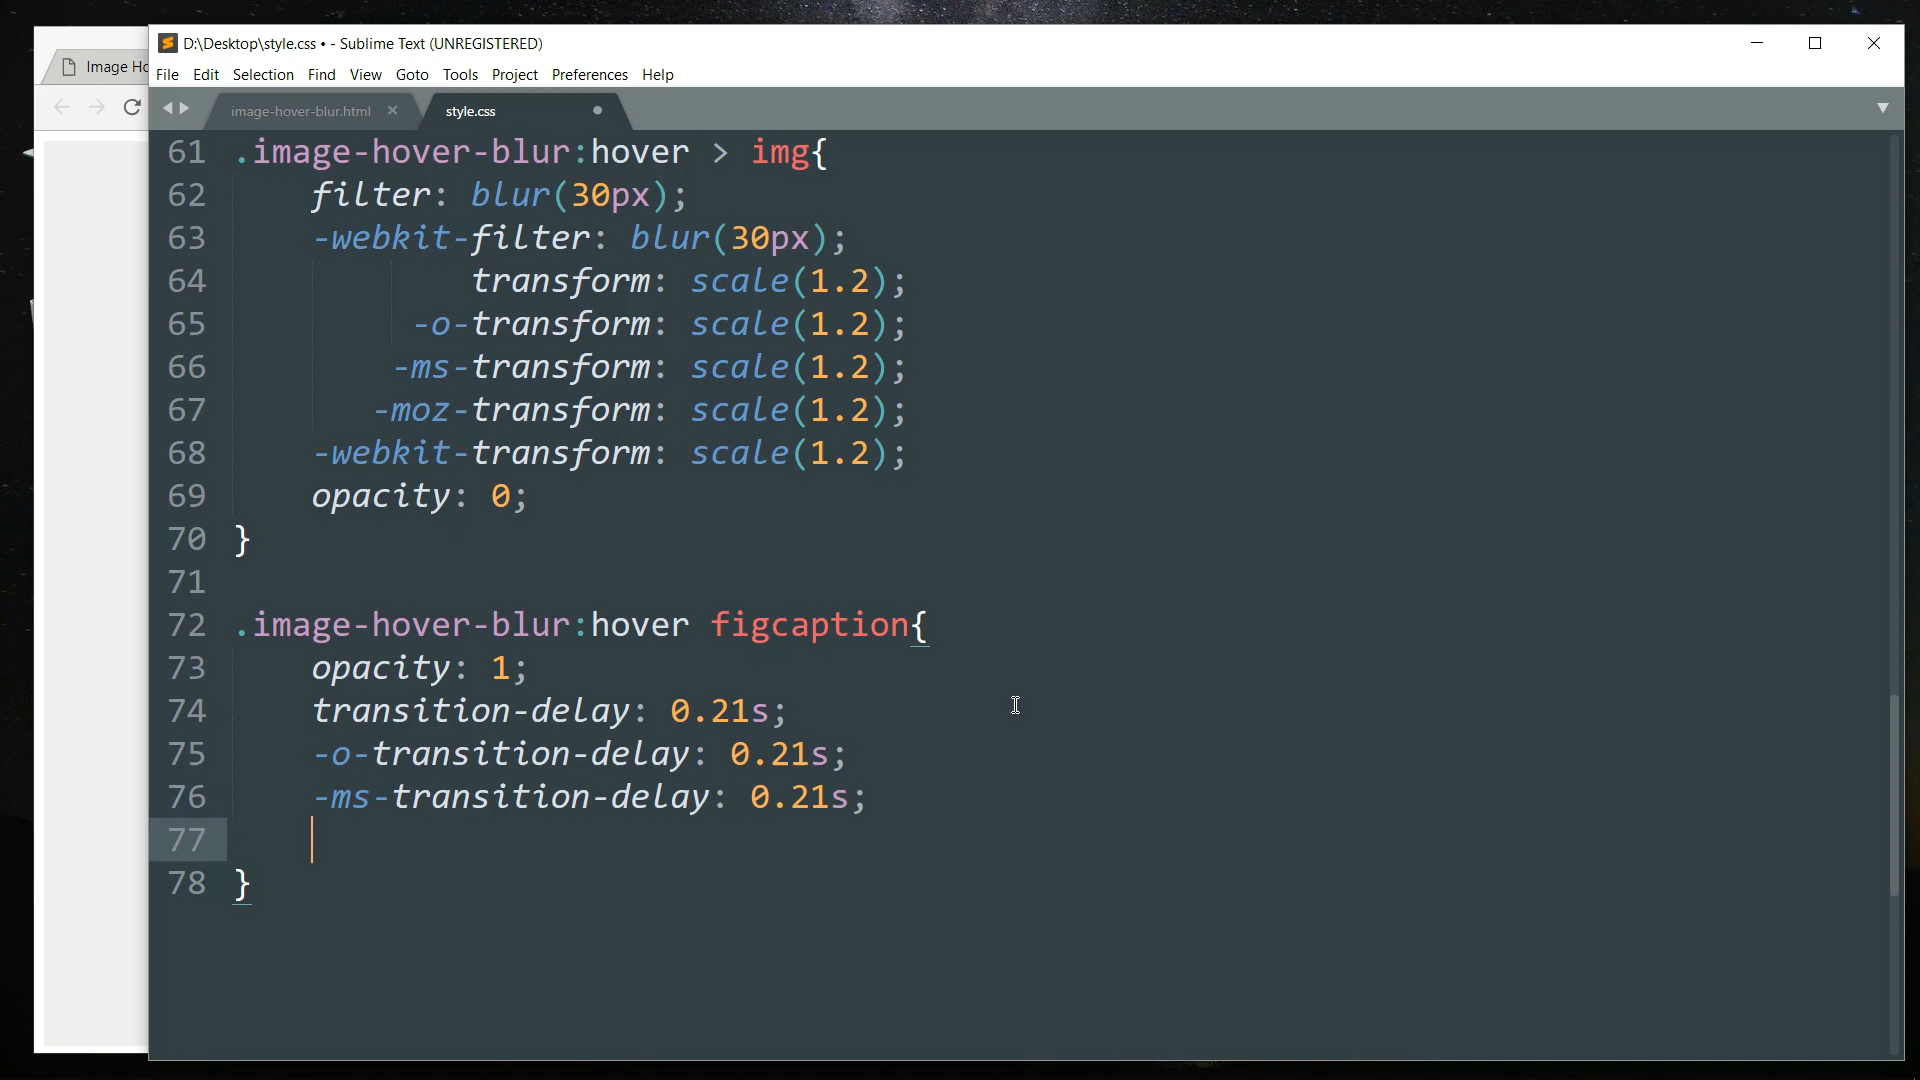 Image Ho
D:\Desktop\style.css • - Sublime Text (UNREGISTERED)
File Edit Selection Find View Goto Tools Project Preferences Help
image-hover-blur.html style.css
61 .image-hover-blur:hover > img{
62 filter: blur(30px);
63 -webkit-filter: blur(30px);
64 transform: scale(1.2);
65 -o-transform: scale(1.2);
66 -ms-transform: scale(1.2);
67 -moz-transform: scale(1.2);
68 -webkit-transform: scale(1.2);
69 opacity: 0;
70 }
71
72 .image-hover-blur:hover figcaption{
73 opacity: 1;
74 transition-delay: 0.21s;
75 -o-transition-delay: 0.21s;
76 -ms-transition-delay: 0.21s;
77
78 }